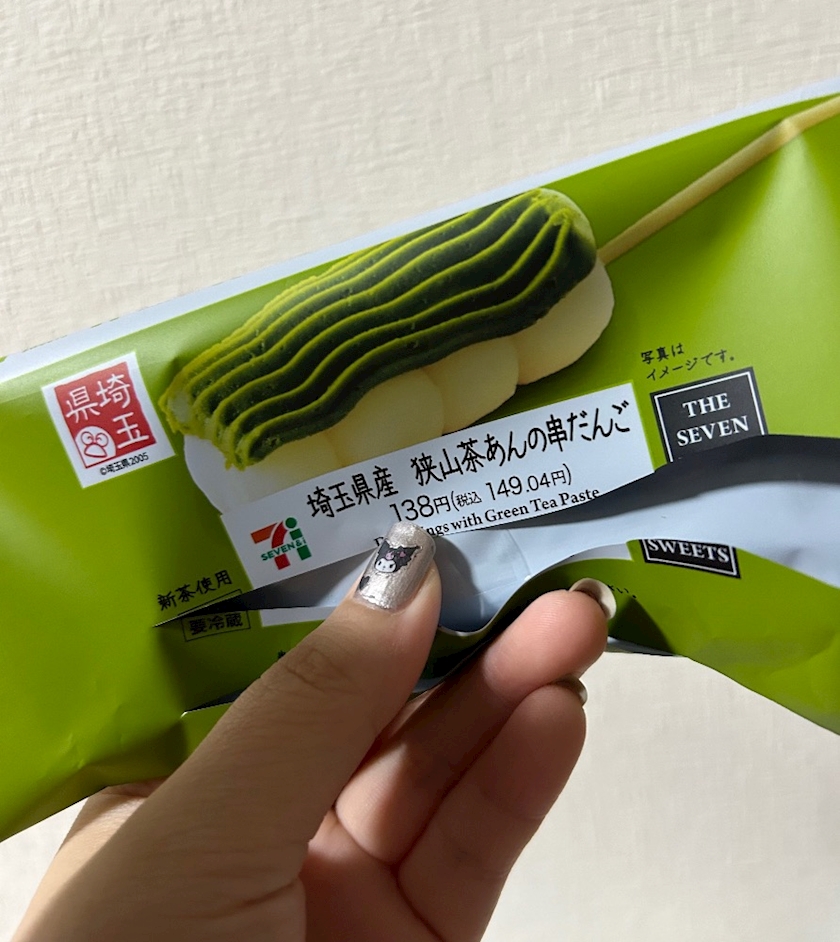 埼玉県
©埼玉県2005
写真は
イメージです。
THE
SEVEN
SWEETS
埼玉県産 狭山茶あんの串だんご
138円(税込 149.04円)
with Green Tea Paste
7
SEVEN&i
新茶使用
要冷蔵